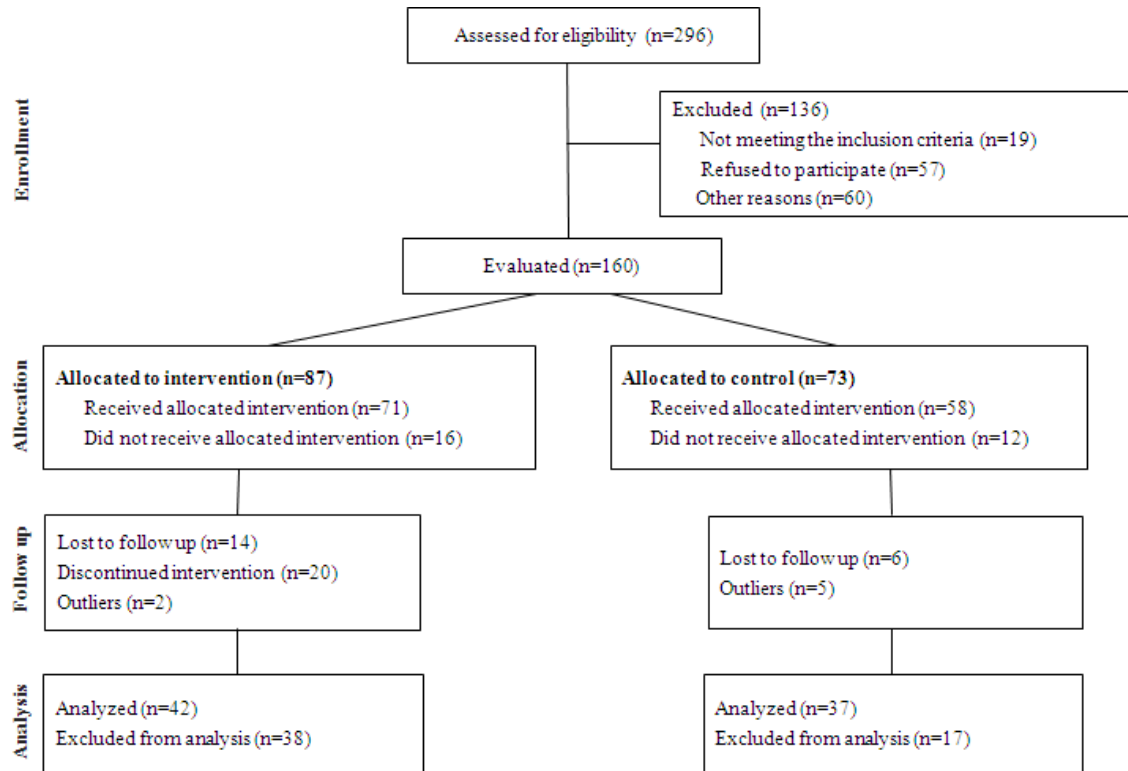 Assessed for eligibility (n=296)
Enrollment
Excluded (n=136)
Not meeting the inclusion criteria (n=19)
Refused to participate (n=57)
Other reasons (n=60)
Evaluated (n=160)
Allocation
Allocated to intervention (n=87)
Received allocated intervention (n=71)
Did not receive allocated intervention (n=16)
Allocated to control (n=73)
Received allocated intervention (n=58)
Did not receive allocated intervention (n=12)
Follow up
Lost to follow up (n=14)
Discontinued intervention (n=20)
Outliers (n=2)
Lost to follow up (n=6)
Outliers (n=5)
Analysis
Analyzed (n=42)
Excluded from analysis (n=38)
Analyzed (n=37)
Excluded from analysis (n=17)